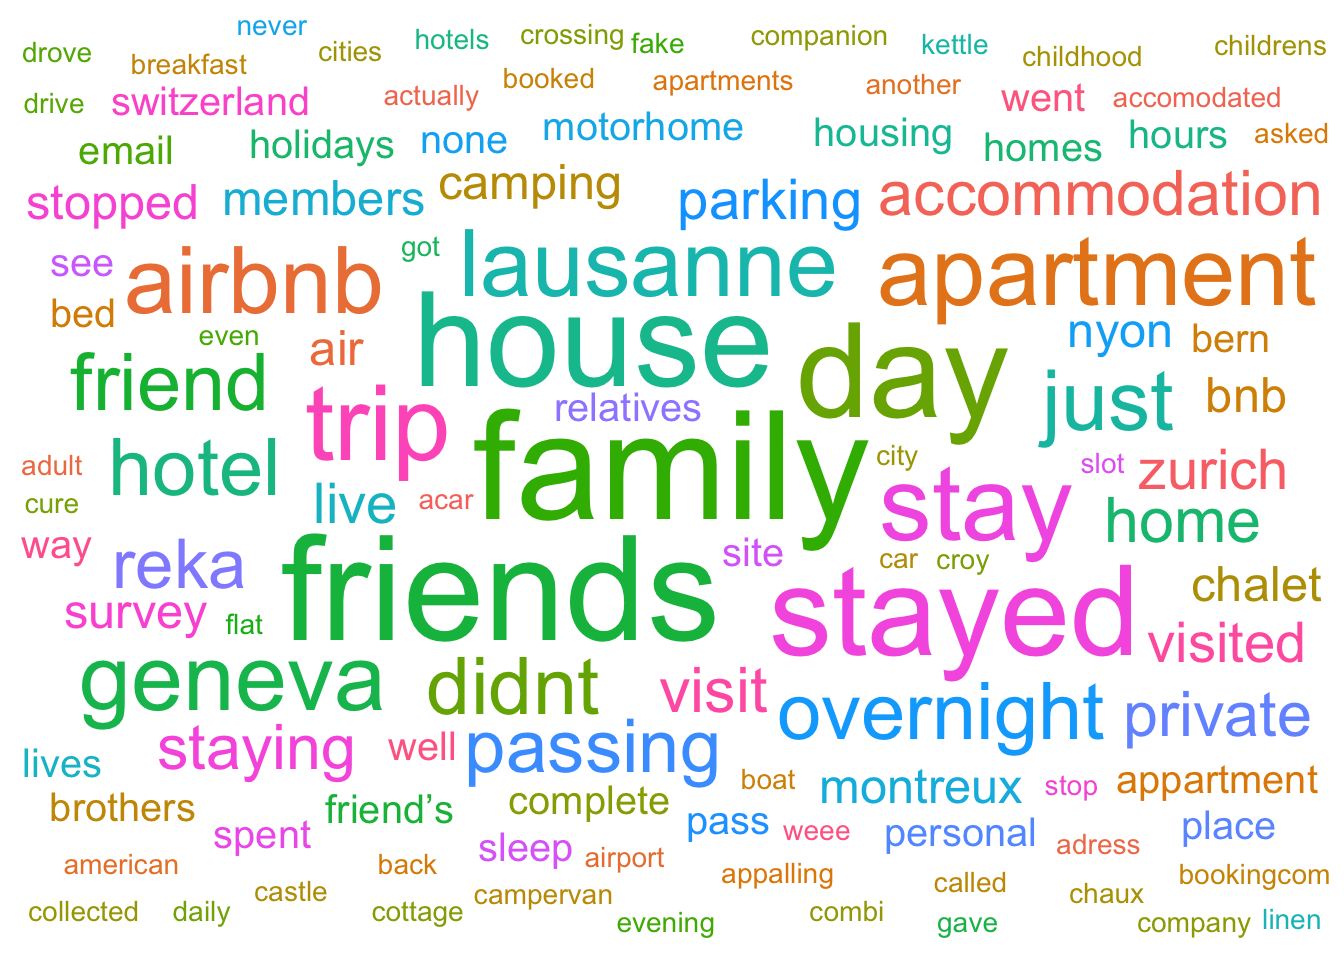 never
drove
cities
hotels
crossing
fake
companion
kettle
childhood
childrens
breakfast
booked
apartments
another
drive
switzerland
actually
went
accomodated
email
holidays
none
motorhome
housing
homes
hours
asked
stopped
members
camping
parking
accommodation
see
airbnb
got
lausanne
apartment
bed
even
air
house
day
nyon
bern
friend
trip
relatives
just
bnb
adult
hotel
family
city
slot
zurich
cure
live
acar
stay
home
way
reka
site
car
croy
chalet
survey
flat
friends
stayed
visited
geneva
didnt
visit
overnight
private
staying
well
passing
lives
boat
montreux
stop
appartment
brothers
friend’s
complete
spent
pass
weee
personal
place
sleep
adress
american
back
airport
appalling
called
bookingcom
castle
campervan
chaux
collected
daily
cottage
evening
combi
gave
company
linen